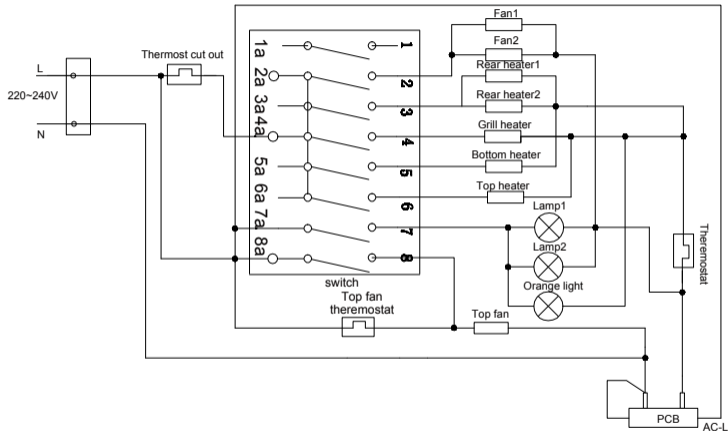 Fan1
Fan2
Rear heater1
Rear heater2
Grill heater
Bottom heater
Top heater
Lamp1
Lamp2
Orange light
Thermost cut out
L
220~240V
N
1a
2a
3a
4a
5a
6a
7a
8a
1
2
3
4
5
6
7
8
switch
Top fan
theremostat
Top fan
Theremostat
PCB
AC-L